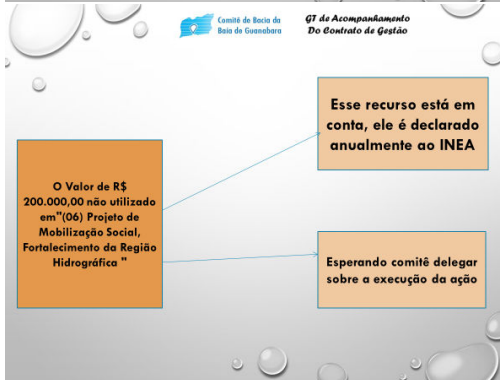 Comitê de Bacia da
Baía de Guanabara
GT de Acompanhamento
Do Contrato de Gestão
Esse recurso está em
conta, ele é declarado
anualmente ao INEA
O Valor de R$
200.000,00 não utilizado
em"(06) Projeto de
Mobilização Social,
Fortalecimento da Região
Hidrográfica "
Esperando comitê delegar
sobre a execução da ação